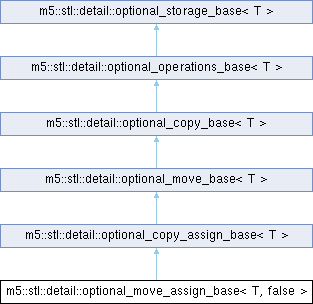 m5::stl::detail::optional_storage_base< T >
m5::stl::detail::optional_operations_base< T >
m5::stl::detail::optional_copy_base< T >
m5::stl::detail::optional_move_base< T >
m5::stl::detail::optional_copy_assign_base< T >
m5::stl::detail::optional_move_assign_base< T, false >